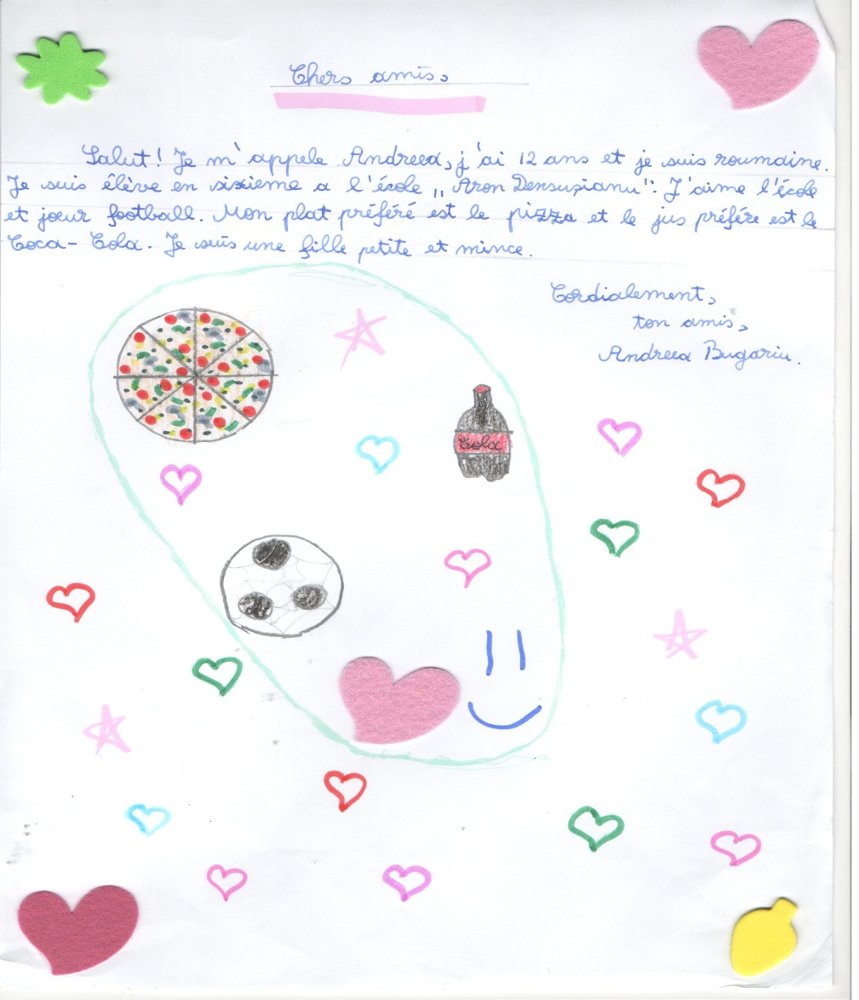 Chers amis,
Salut! Je m'appele Andreea, j'ai 12 ans et je suis roumaine.
Je suis élève en sixieme a l'école „Aron Densuşianu". J'aime l'école
et joeur football. Mon plat préféré est le pizza et le jus préfére est le
Coca-Cola. Je suis une fille petite et mince.
Cordialement,
ton amis,
Andreea Bugariu.
Cola